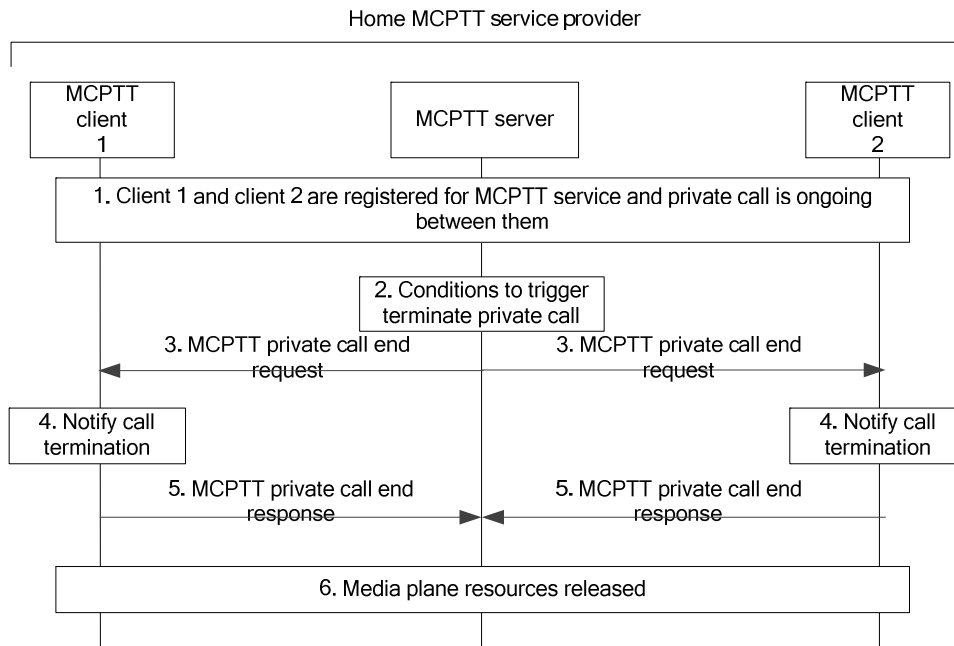 Home MCPTT service provider
MCPTT
client
1
MCPTT server
MCPTT
client
2
1. Client 1 and client 2 are registered for MCPTT service and private call is ongoing
between them
2. Conditions to trigger
terminate private call
3. MCPTT private call end
request
3. MCPTT private call end
request
4. Notify call
termination
4. Notify call
termination
5. MCPTT private call end
response
5. MCPTT private call end
response
6. Media plane resources released